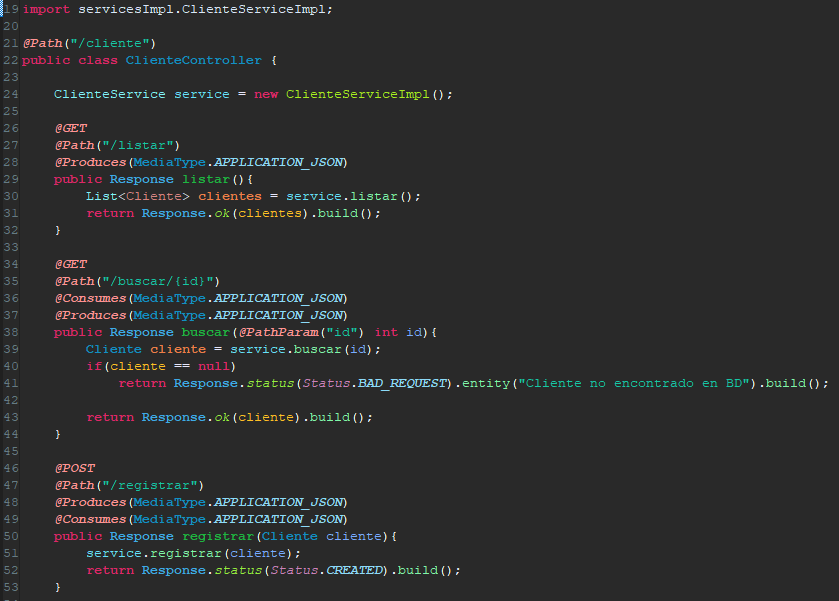 19 import servicesImpl.ClienteServiceImpl;
20
21 @Path("/cliente")
22 public class ClienteController {
23
24     ClienteService service = new ClienteServiceImpl();
25
26     @GET
27     @Path("/listar")
28     @Produces(MediaType.APPLICATION_JSON)
29     public Response listar(){
30         List<Cliente> clientes = service.listar();
31         return Response.ok(clientes).build();
32     }
33
34     @GET
35     @Path("/buscar/{id}")
36     @Consumes(MediaType.APPLICATION_JSON)
37     @Produces(MediaType.APPLICATION_JSON)
38     public Response buscar(@PathParam("id") int id){
39         Cliente cliente = service.buscar(id);
40         if(cliente == null)
41             return Response.status(Status.BAD_REQUEST).entity("Cliente no encontrado en BD").build();
42
43         return Response.ok(cliente).build();
44     }
45
46     @POST
47     @Path("/registrar")
48     @Produces(MediaType.APPLICATION_JSON)
49     @Consumes(MediaType.APPLICATION_JSON)
50     public Response registrar(Cliente cliente){
51         service.registrar(cliente);
52         return Response.status(Status.CREATED).build();
53     }